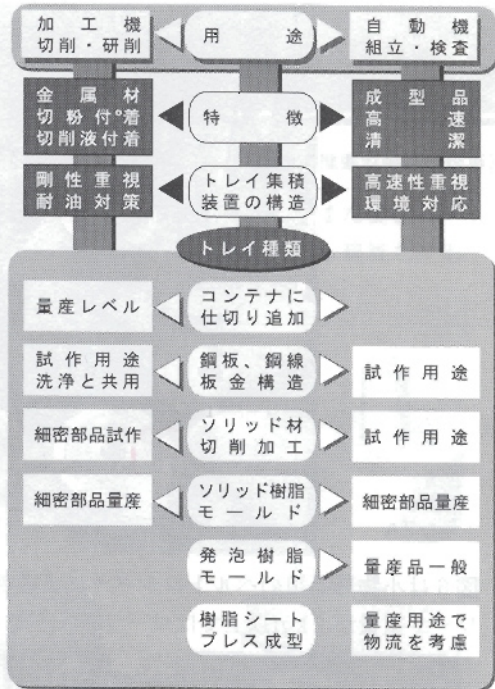 加工機
切削・研削
用途
自動機
組立・検査
金属材
切粉付着
切削液付着
特徴
成型品
高速
清潔
剛性重視
耐油対策
トレイ集積
装置の構造
高速性重視
環境対応
トレイ種類
量産レベル
コンテナに
仕切り追加
試作用途
洗浄と共用
鋼板、鋼線
板金構造
試作用途
細密部品試作
ソリッド材
切削加工
試作用途
細密部品量産
ソリッド樹脂
モールド
細密部品量産
発泡樹脂
モールド
量産品一般
樹脂シート
プレス成型
量産用途で
物流を考慮